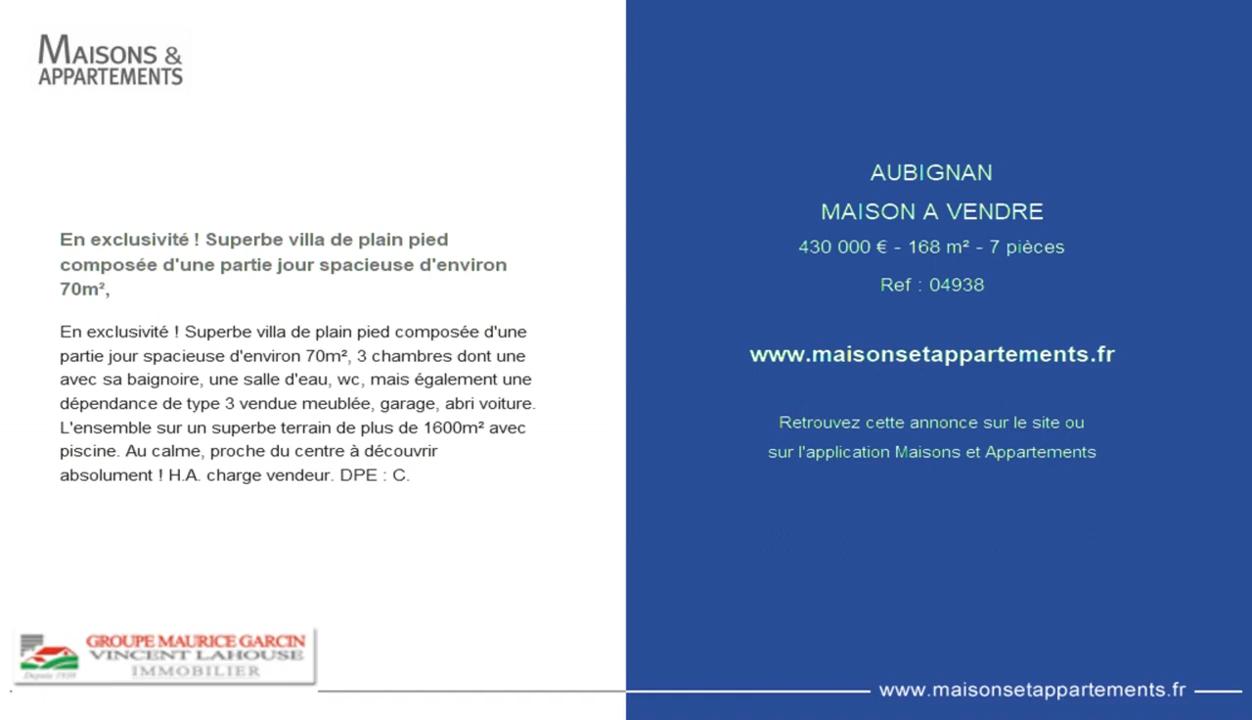 MAISONS &
APPARTEMENTS
En exclusivité ! Superbe villa de plain pied
composée d'une partie jour spacieuse d'environ
70m²,
En exclusivité ! Superbe villa de plain pied composée d'une
partie jour spacieuse d'environ 70m², 3 chambres dont une
avec sa baignoire, une salle d'eau, wc, mais également une
dépendance de type 3 vendue meublée, garage, abri voiture.
L'ensemble sur un superbe terrain de plus de 1600m² avec
piscine. Au calme, proche du centre à découvrir
absolument ! H.A. charge vendeur. DPE : C.
GROUPE MAURICE GARCIN
VINCENT LAHOUSE
IMMOBILIER
AUBIGNAN
MAISON A VENDRE
430 000 € - 168 m² - 7 pièces
Ref : 04938
www.maisonsetappartements.fr
Retrouvez cette annonce sur le site ou
sur l'application Maisons et Appartements
www.maisonsetappartements.fr